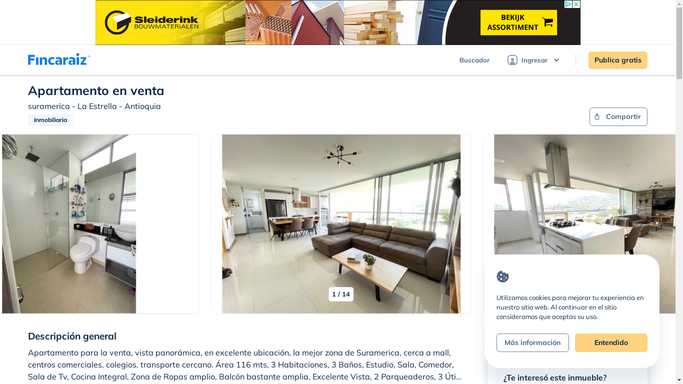 Sleiderink
BOUWMATERIALEN
BEKIJK
ASSORTIMENT
Fincaraiz
Buscador
Ingresar
Publica gratis
Apartamento en venta
suramerica - La Estrella - Antioquia
Inmobiliaria
Compartir
1 / 14
Utilizamos cookies para mejorar tu experiencia en
nuestro sitio web. Al continuar en el sitio
consideramos que aceptas su uso.
Más información
Entendido
Descripción general
Apartamento para la venta, vista panorámica, en excelente ubicación, la mejor zona de Suramerica, cerca a mall,
centros comerciales, colegios, transporte cercano. Área 116 mts, 3 Habitaciones, 3 Baños, Estudio, Sala, Comedor,
Sala de Tv, Cocina Integral, Zona de Ropas amplio, Balcón bastante amplia, Excelente Vista, 2 Parqueaderos, 3 Úti...
¿Te interesó este inmueble?